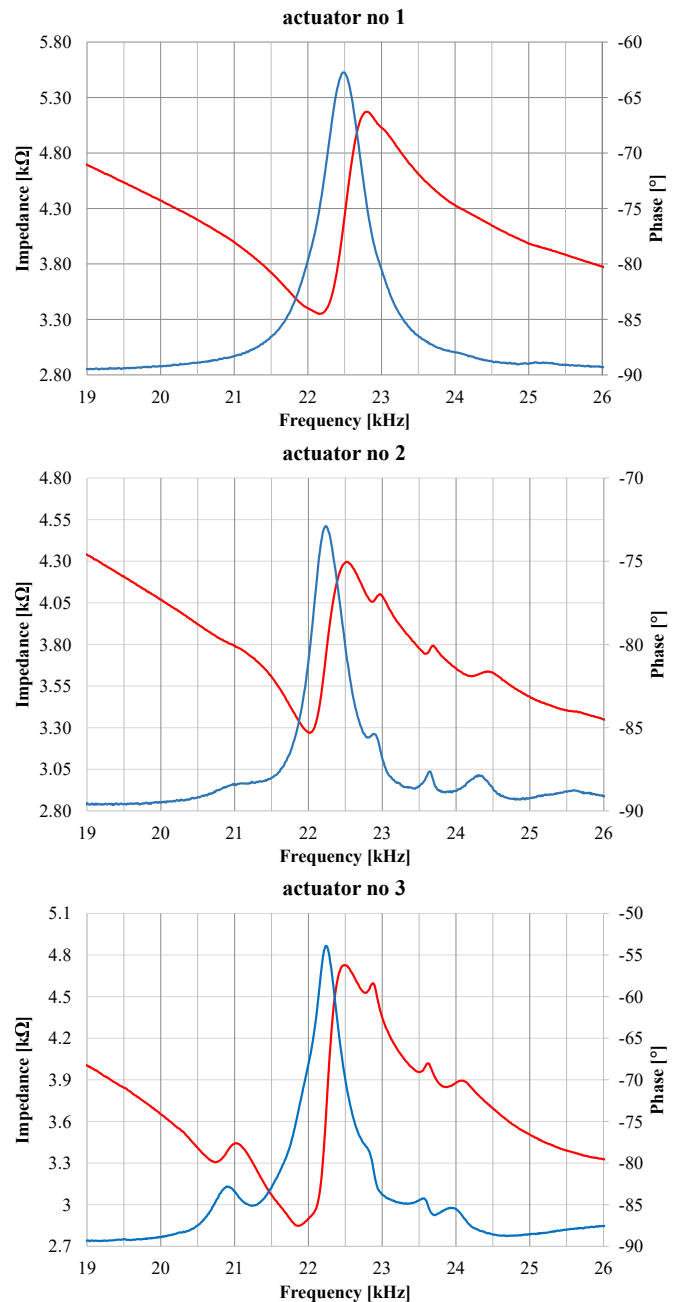 actuator no 1
5.80
5.30
4.80
4.30
3.80
3.30
2.80
Impedance [kΩ]
-60
-65
-70
-75
-80
-85
-90
Phase [°]
19 20 21 22 23 24 25 26
Frequency [kHz]
actuator no 2
4.80
4.55
4.30
4.05
3.80
3.55
3.30
3.05
2.80
Impedance [kΩ]
-70
-75
-80
-85
-90
Phase [°]
19 20 21 22 23 24 25 26
Frequency [kHz]
actuator no 3
5.1
4.8
4.5
4.2
3.9
3.6
3.3
3
2.7
Impedance [kΩ]
-50
-60
-70
-80
-85
-90
Phase [°]
19 20 21 22 23 24 25 26
Frequency [kHz]